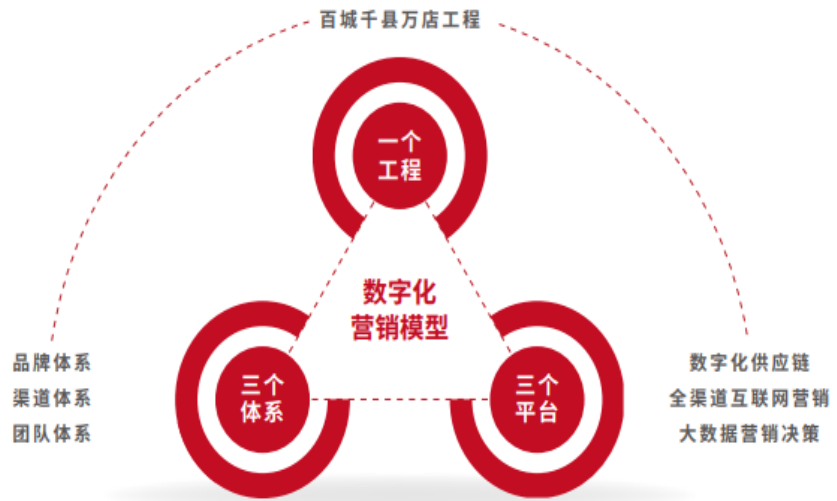 百城千县万店工程
一个
工程
数字化
营销模型
品牌体系
渠道体系
团队体系
三个
体系
三个
平台
数字化供应链
全渠道互联网营销
大数据营销决策